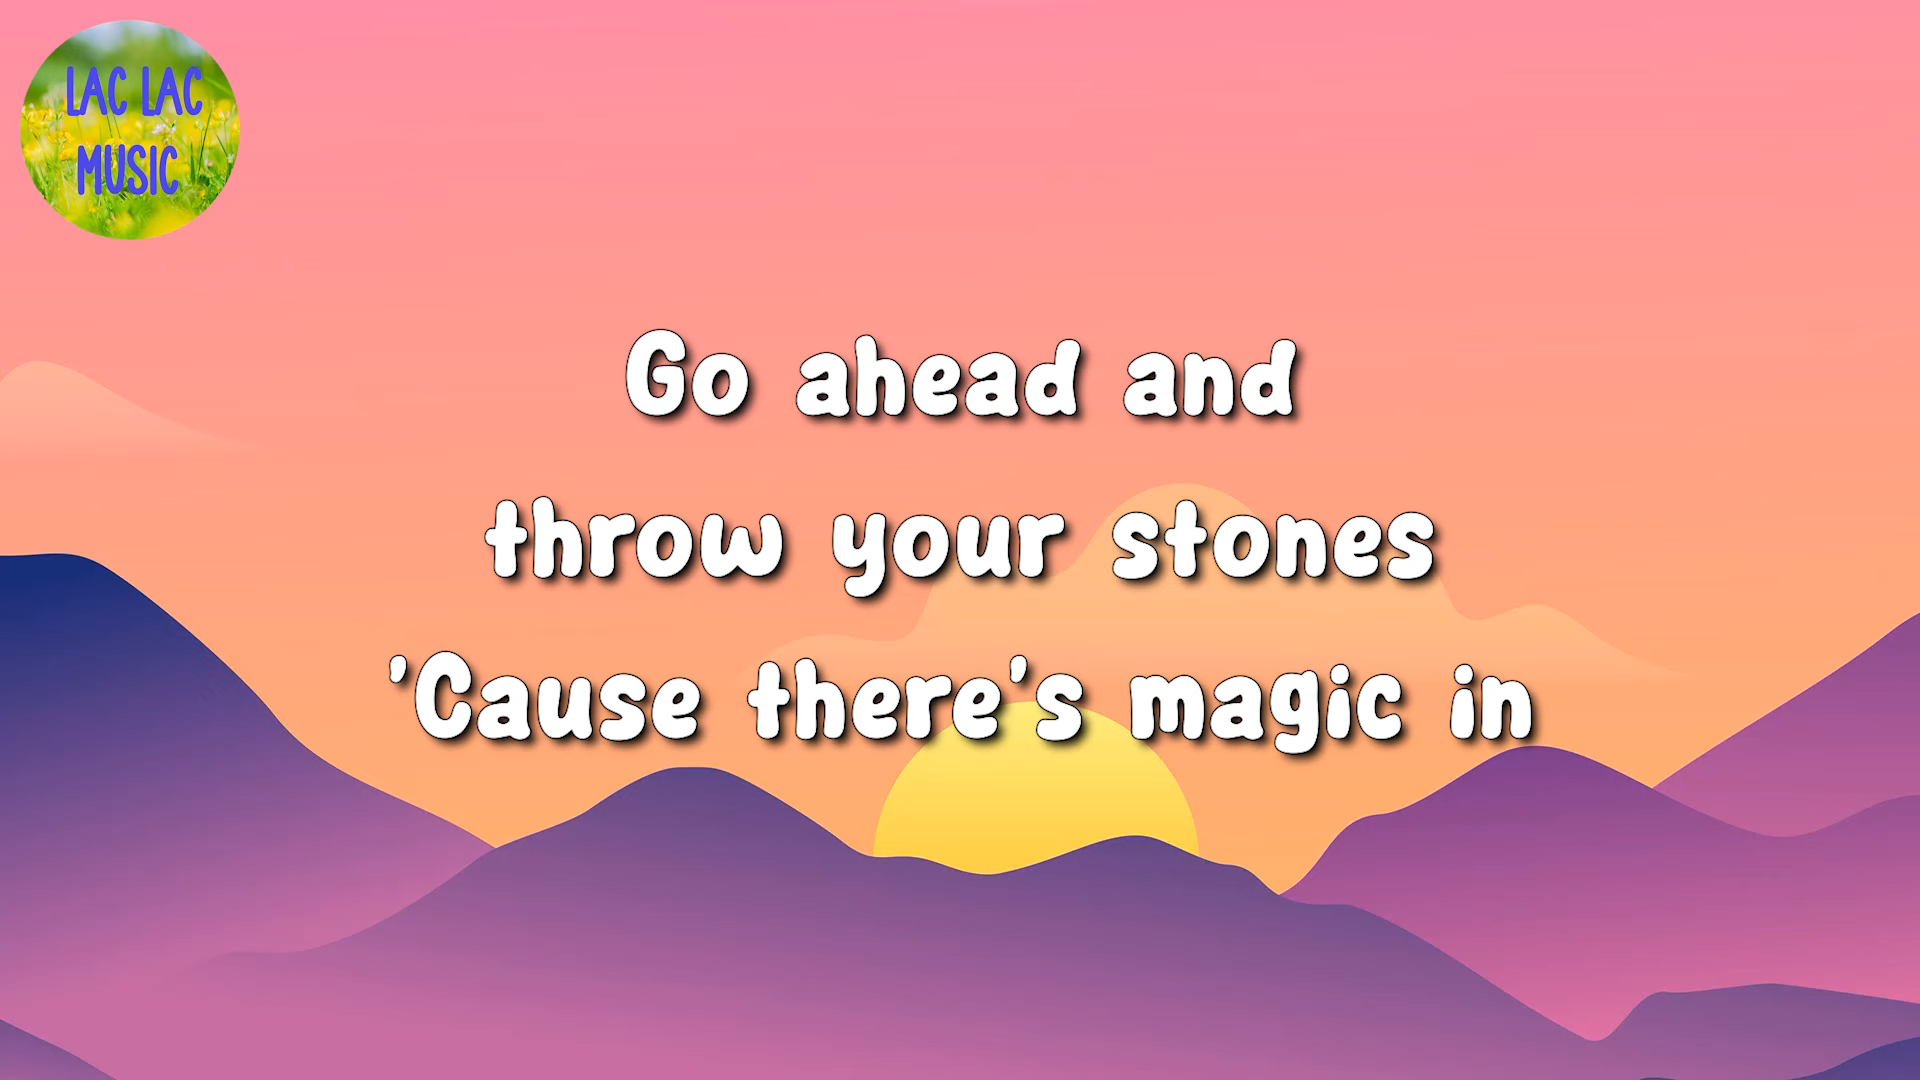 LAC LAC
MUSIC
Go ahead and
throw your stones
'Cause there's magic in